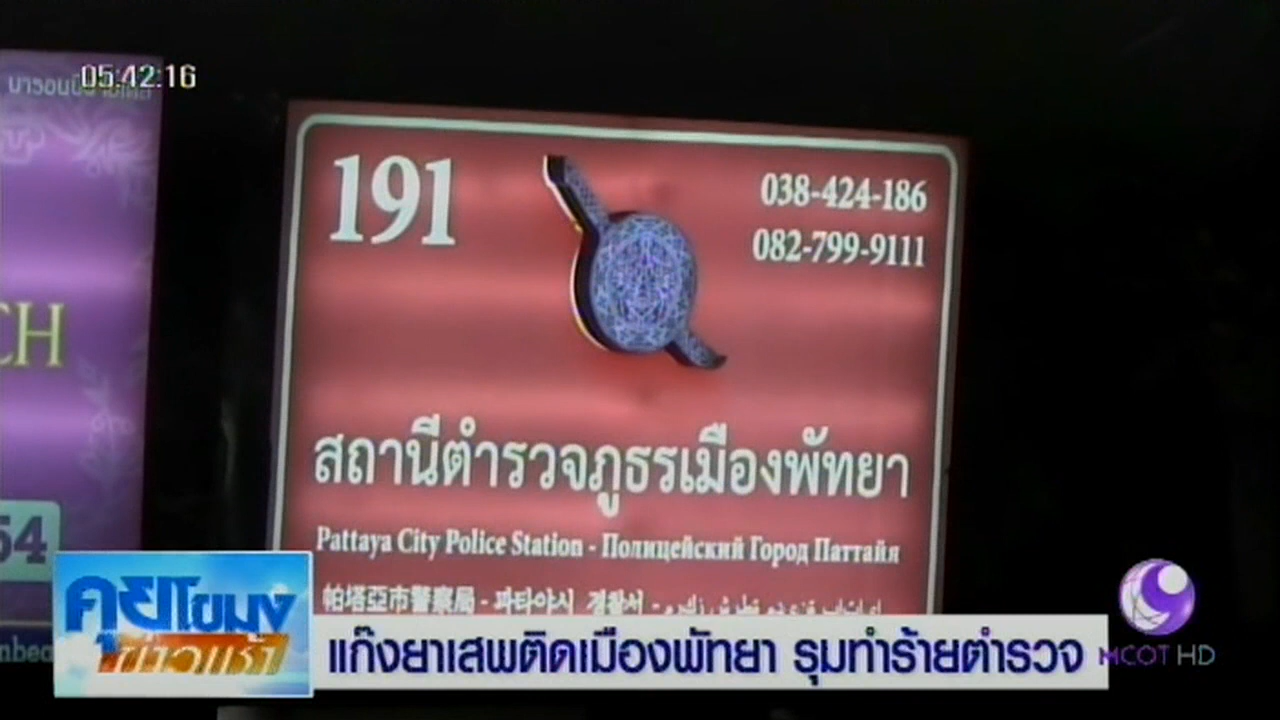 05:42:16
CH
54
191
038-424-186
082-799-9111
สถานีตำรวจภูธรเมืองพัทยา
Pattaya City Police Station - Полицейский Город Паттайя
帕塔亞市警察局 - 파타야시 경찰서 -
คุยโขมงข่าวเช้า
แก๊งยาเสพติดเมืองพัทยา รุมทำร้ายตำรวจ
MCOT HD